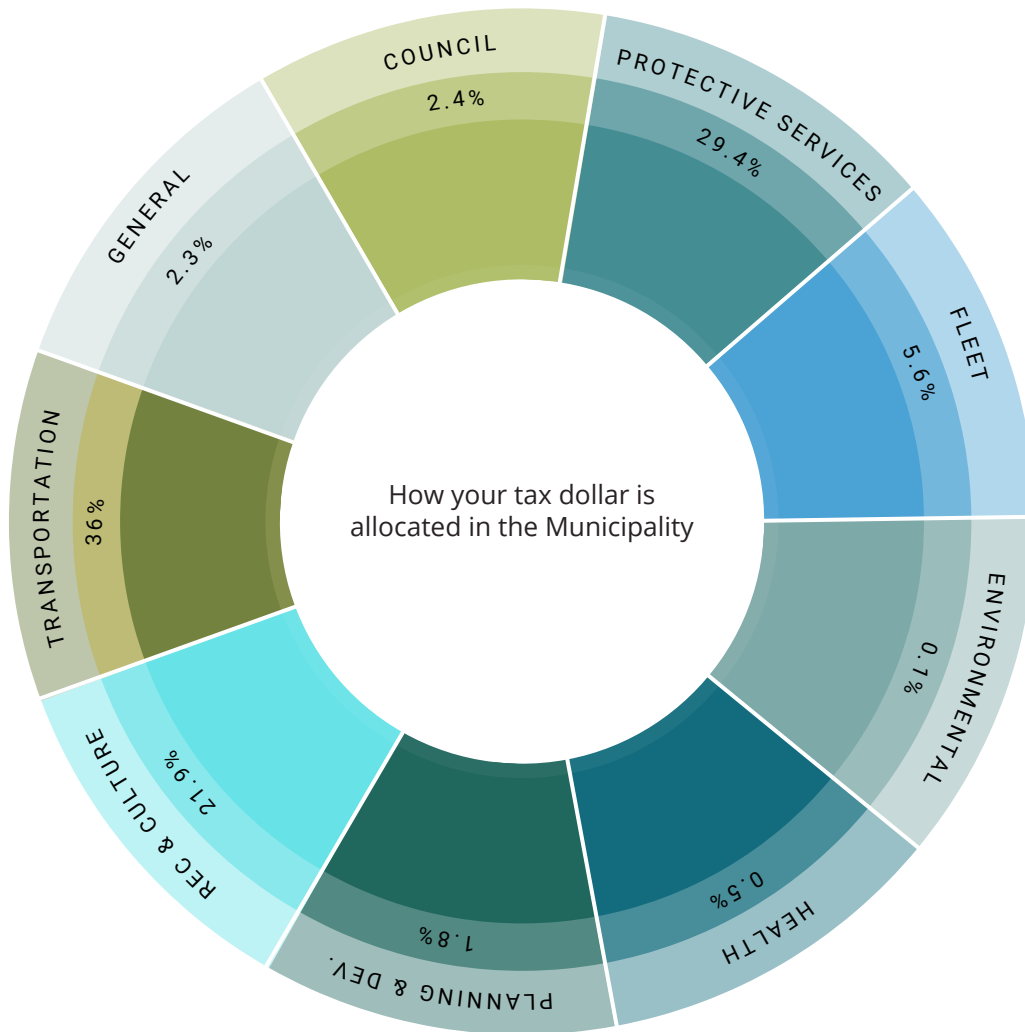 COUNCIL
2.4%
PROTECTIVE SERVICES
29.4%
FLEET
5.6%
ENVIRONMENTAL
0.1%
HEALTH
0.5%
PLANNING & DEV.
1.8%
REC & CULTURE
21.9%
TRANSPORTATION
36%
GENERAL
2.3%
How your tax dollar is
allocated in the Municipality